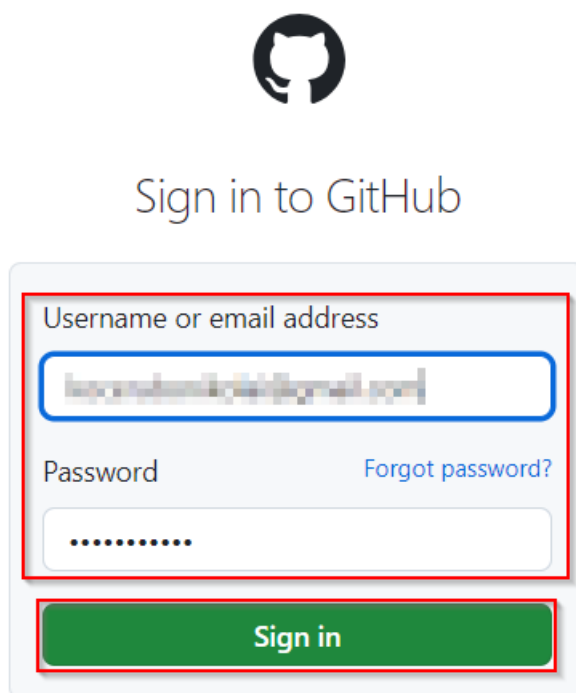 Sign in to GitHub
Username or email address
Password Forgot password?
•••••••••••
Sign in